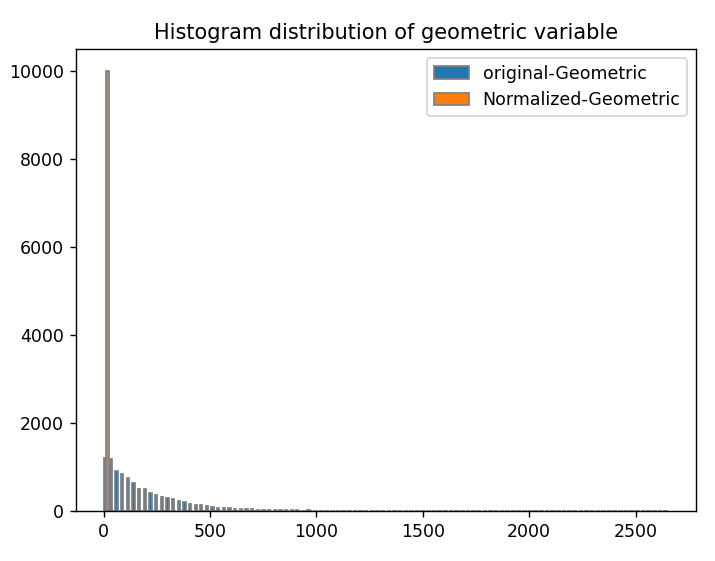 Histogram distribution of geometric variable
original-Geometric
Normalized-Geometric
10000
8000
6000
4000
2000
0
0 500 1000 1500 2000 2500